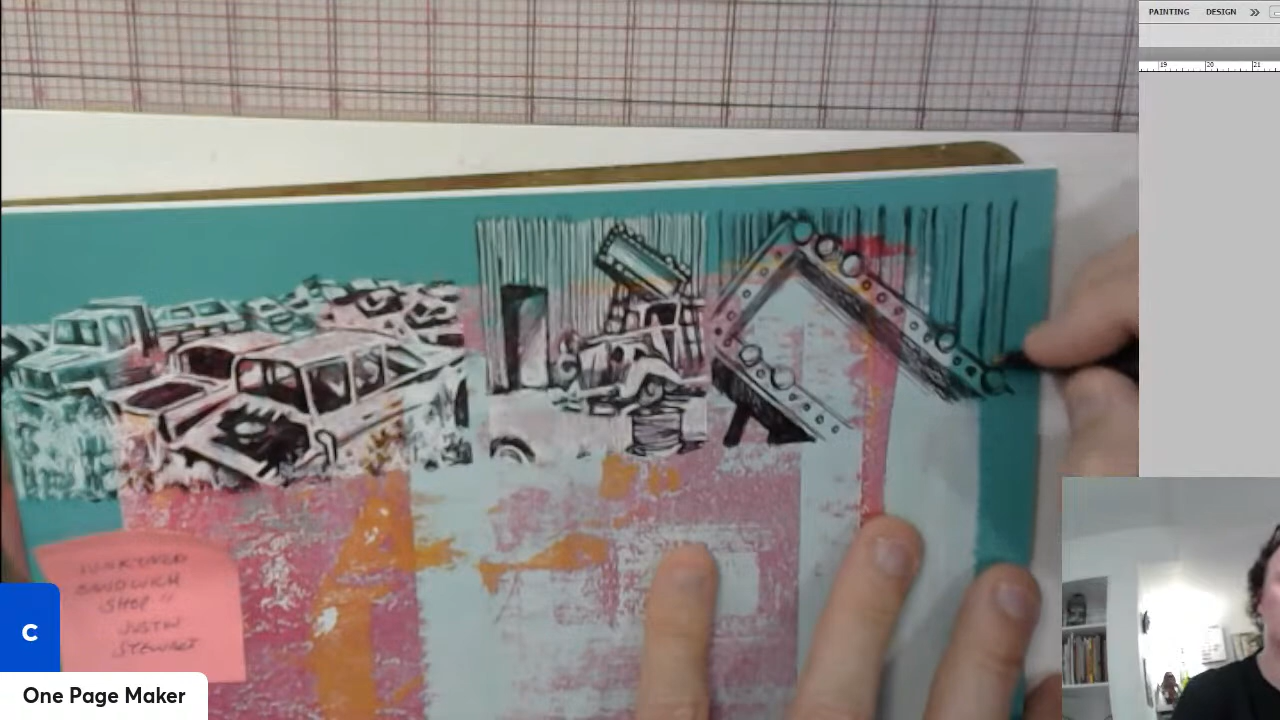 PAINTING DESIGN »
19 20 21
JUNKYARD
SANDWICH
SHOP"
JUSTIN
STEWART
C
One Page Maker